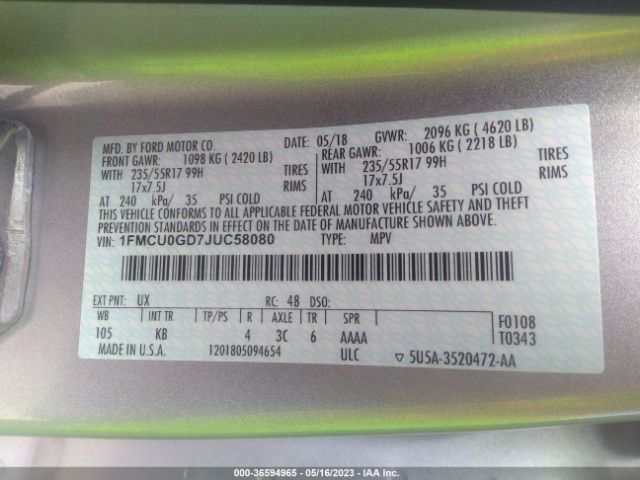 MFD. BY FORD MOTOR CO. DATE: 05/18 GVWR: 2096 KG ( 4620 LB)
FRONT GAWR: 1098 KG ( 2420 LB) REAR GAWR: 1006 KG ( 2218 LB)
WITH 235/55R17 99H TIRES WITH 235/55R17 99H TIRES
17x7.5J RIMS 17x7.5J RIMS
AT 240 kPa/ 35 PSI COLD AT 240 kPa/ 35 PSI COLD
THIS VEHICLE CONFORMS TO ALL APPLICABLE FEDERAL MOTOR VEHICLE SAFETY AND THEFT
PREVENTION STANDARDS IN EFFECT ON THE DATE OF MANUFACTURE SHOWN ABOVE.
VIN: 1FMCU0GD7JUC58080 TYPE: MPV
EXT PNT: UX RC: 48 DSO:
WB INT TR TP/PS R AXLE TR SPR
105 KB 4 3C 6 AAAA
F0108
T0343
MADE IN U.S.A. 1201805094654 ULC 5U5A-3520472-AA
000-36594965 - 05/16/2023 - IAA Inc.